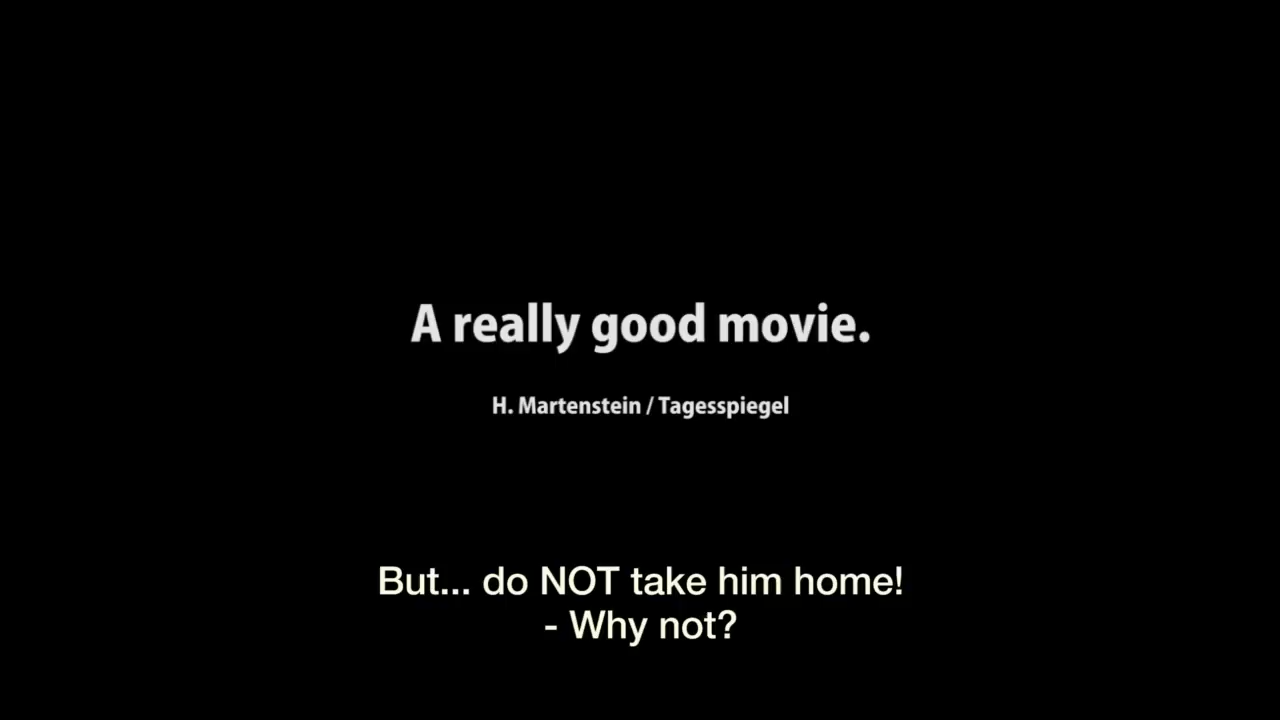 A really good movie.
H. Martenstein / Tagesspiegel
But... do NOT take him home!
- Why not?